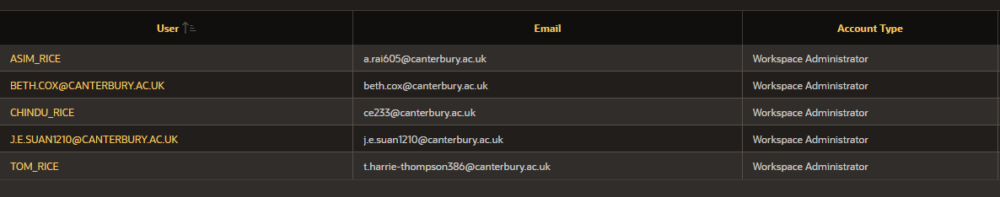 User Email Account Type
ASIM_RICE a.rai605@canterbury.ac.uk Workspace Administrator
BETH.COX@CANTERBURY.AC.UK beth.cox@canterbury.ac.uk Workspace Administrator
CHINDU_RICE ce233@canterbury.ac.uk Workspace Administrator
J.E.SUAN1210@CANTERBURY.AC.UK j.e.suan1210@canterbury.ac.uk Workspace Administrator
TOM_RICE t.harrie-thompson386@canterbury.ac.uk Workspace Administrator